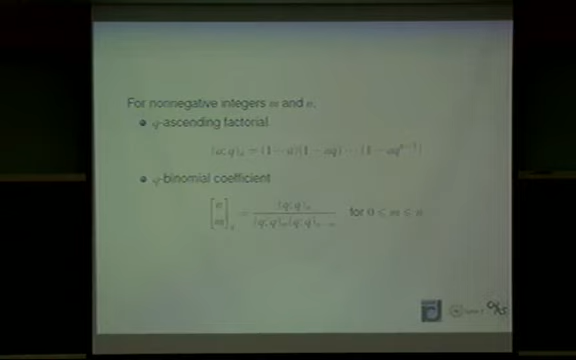 For nonnegative integers m and n,
q-ascending factorial
(a; q)ₙ = (1 − a)(1 − aq) ⋯ (1 − aqⁿ⁻¹)
q-binomial coefficient
[n m]_q = (q; q)ₙ / (q; q)ₘ(q; q)ₙ₋ₘ for 0 ≤ m ≤ n